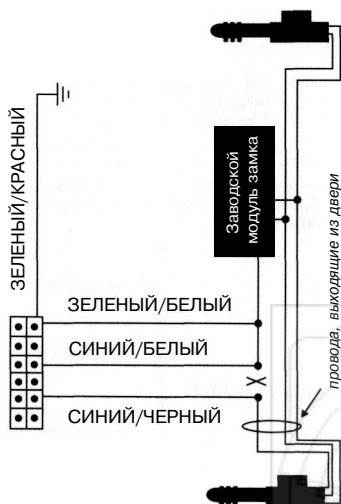 ЗЕЛЕНЫЙ/КРАСНЫЙ
ЗЕЛЕНЫЙ/БЕЛЫЙ
СИНИЙ/БЕЛЫЙ
СИНИЙ/ЧЕРНЫЙ
Заводской
модуль замка
провода, выходящие из двери